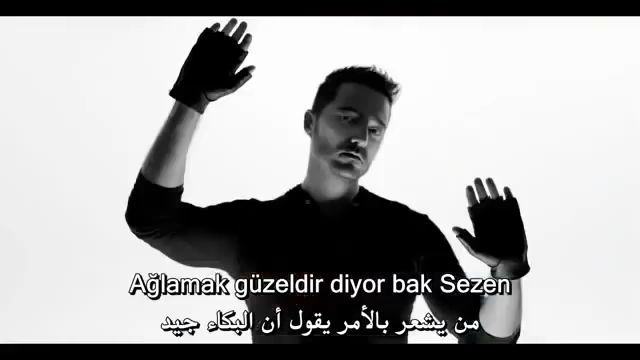 Ağlamak güzeldir diyor bak Sezen
من يشعر بالأمر يقول أن البكاء جيد